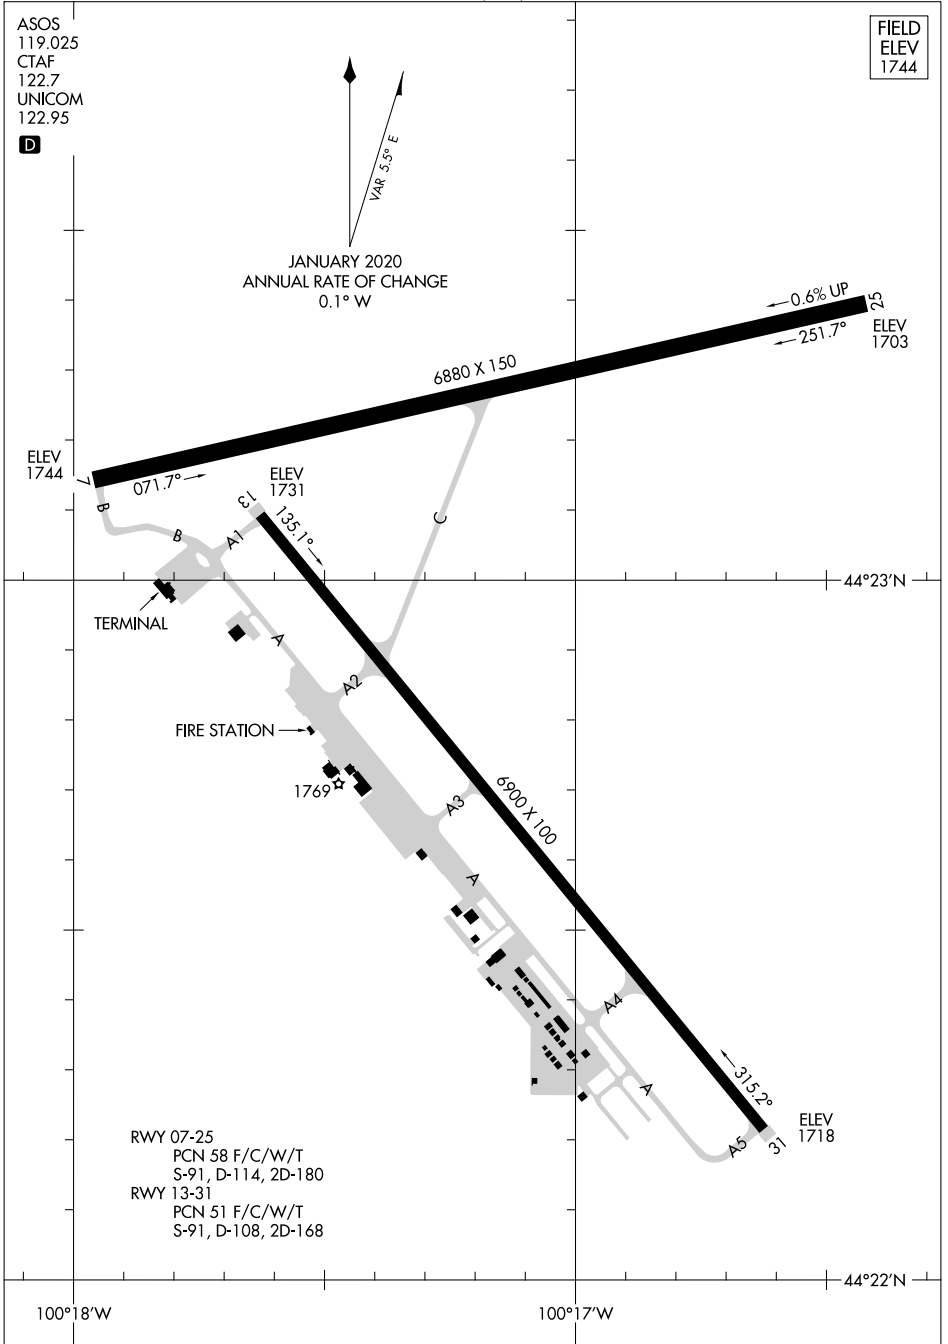 ASOS
119.025
CTAF
122.7
UNICOM
122.95
D
FIELD
ELEV
1744
VAR 5.5° E
JANUARY 2020
ANNUAL RATE OF CHANGE
0.1° W
0.6% UP
25
251.7°
ELEV
1703
6880 X 150
ELEV
1744
7
071.7°
ELEV
1731
13
135.1°
B
B
A1
C
44°23'N
TERMINAL
A
A2
FIRE STATION
1769
A3
6900 X 100
A
A4
315.2°
A
ELEV
1718
A5
31
RWY 07-25
PCN 58 F/C/W/T
S-91, D-114, 2D-180
RWY 13-31
PCN 51 F/C/W/T
S-91, D-108, 2D-168
44°22'N
100°18'W
100°17'W